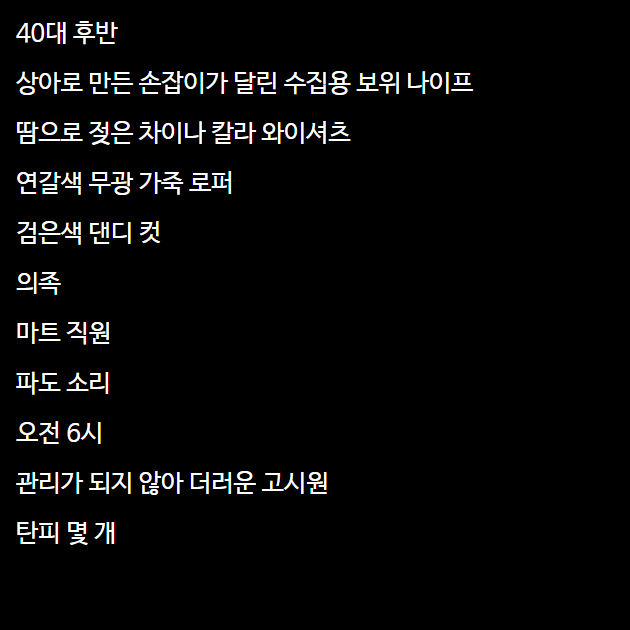 40대 후반
상아로 만든 손잡이가 달린 수집용 보위 나이프
땀으로 젖은 차이나 칼라 와이셔츠
연갈색 무광 가죽 로퍼
검은색 댄디 컷
의족
마트 직원
파도 소리
오전 6시
관리가 되지 않아 더러운 고시원
탄피 몇 개